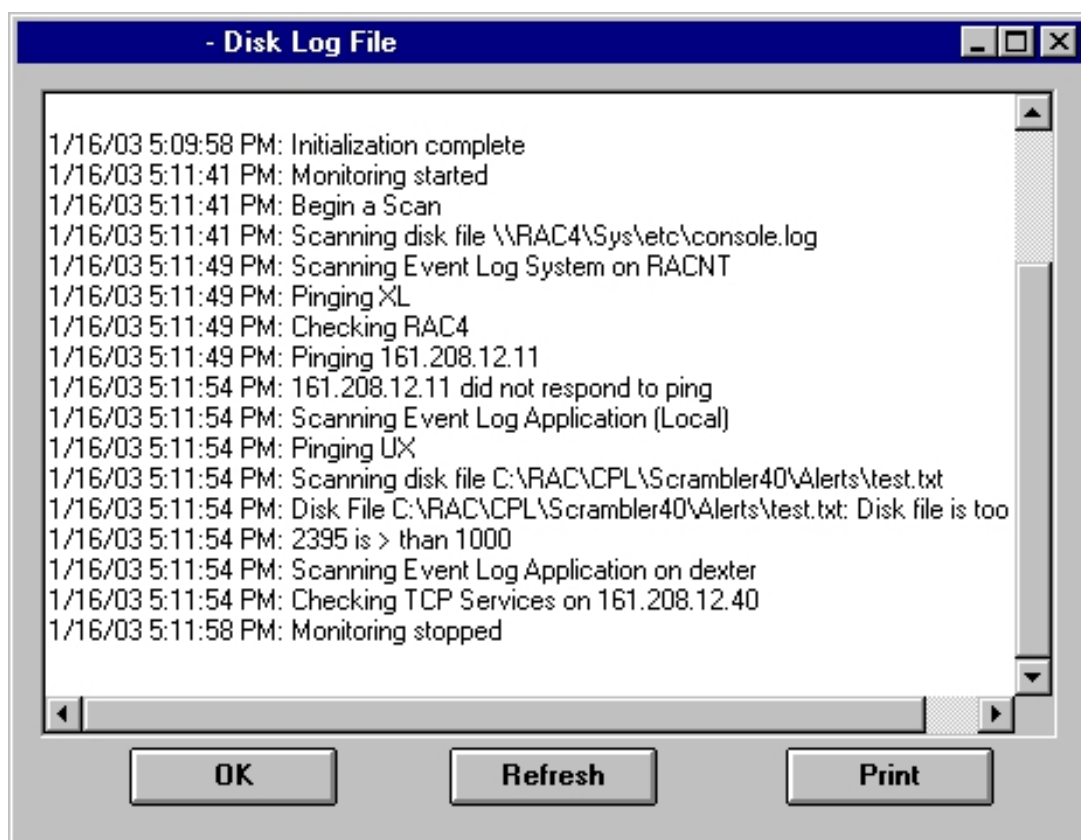 - Disk Log File
1/16/03 5:09:58 PM: Initialization complete
1/16/03 5:11:41 PM: Monitoring started
1/16/03 5:11:41 PM: Begin a Scan
1/16/03 5:11:41 PM: Scanning disk file \\RAC4\Sys\etc\console.log
1/16/03 5:11:49 PM: Scanning Event Log System on RACNT
1/16/03 5:11:49 PM: Pinging XL
1/16/03 5:11:49 PM: Checking RAC4
1/16/03 5:11:49 PM: Pinging 161.208.12.11
1/16/03 5:11:54 PM: 161.208.12.11 did not respond to ping
1/16/03 5:11:54 PM: Scanning Event Log Application (Local)
1/16/03 5:11:54 PM: Pinging UX
1/16/03 5:11:54 PM: Scanning disk file C:\RAC\CPL\Scrambler40\Alerts\test.txt
1/16/03 5:11:54 PM: Disk File C:\RAC\CPL\Scrambler40\Alerts\test.txt: Disk file is too
1/16/03 5:11:54 PM: 2395 is > than 1000
1/16/03 5:11:54 PM: Scanning Event Log Application on dexter
1/16/03 5:11:54 PM: Checking TCP Services on 161.208.12.40
1/16/03 5:11:58 PM: Monitoring stopped
OK Refresh Print